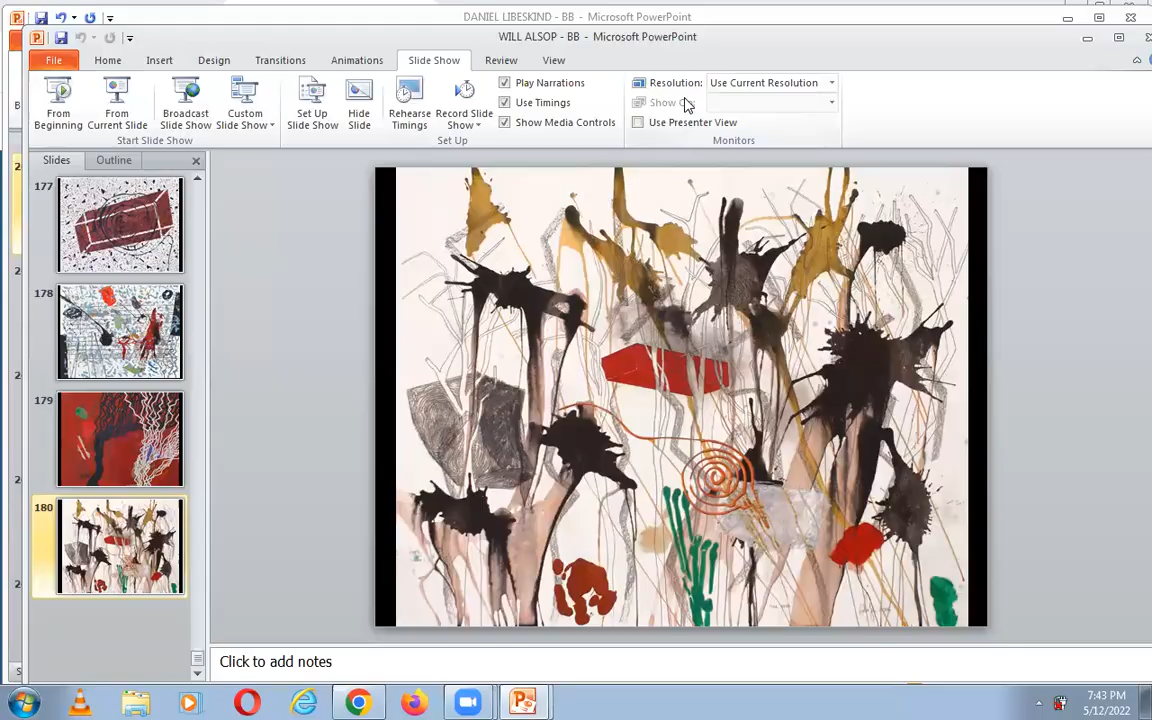 DANIEL LIBESKIND - BB - Microsoft PowerPoint
WILL ALSOP - BB - Microsoft PowerPoint
File Home Insert Design Transitions Animations Slide Show Review View
From Beginning
From Current Slide
Broadcast Slide Show
Custom Slide Show
Set Up Slide Show
Hide Slide
Rehearse Timings
Record Slide Show
Play Narrations
Use Timings
Show Media Controls
Resolution: Use Current Resolution
Show
Use Presenter View
Start Slide Show
Set Up
Monitors
Slides Outline
177
178
179
180
Click to add notes
7:43 PM
5/12/2022